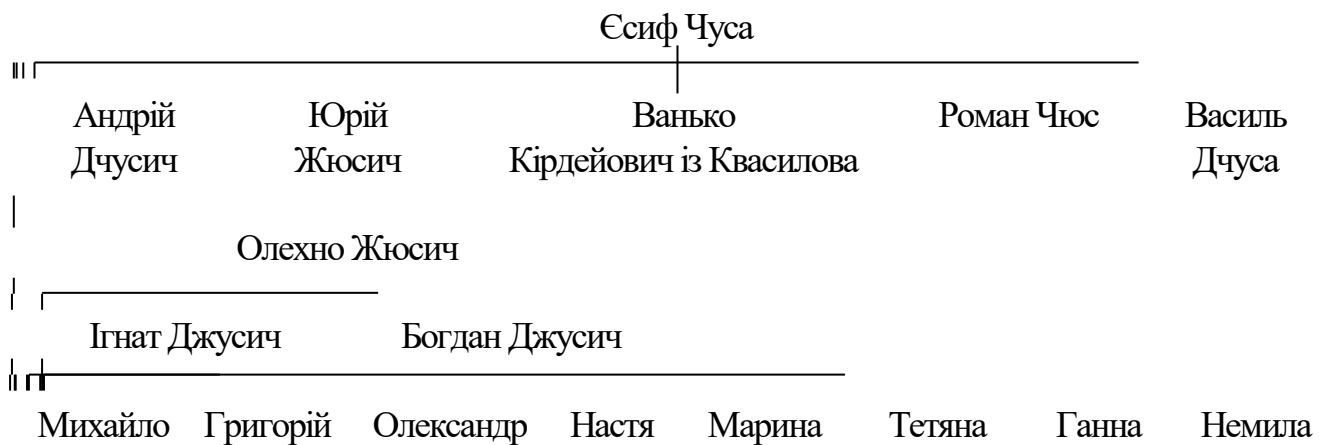 Єсиф Чуса
Андрій Юрій Ванько Роман Чюс Василь
Дчусич Жюсич Кірдейович із Квасилова Дчуса
Олехно Жюсич
Ігнат Джусич Богдан Джусич
Михайло Григорій Олександр Настя Марина Тетяна Ганна Немила